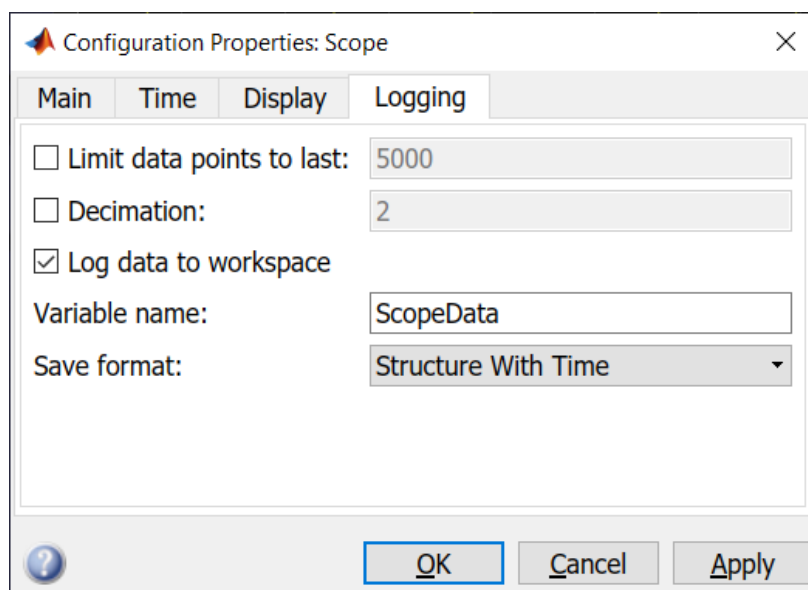 Configuration Properties: Scope
Main Time Display Logging
Limit data points to last: 5000
Decimation: 2
Log data to workspace
Variable name: ScopeData
Save format: Structure With Time
? OK Cancel Apply